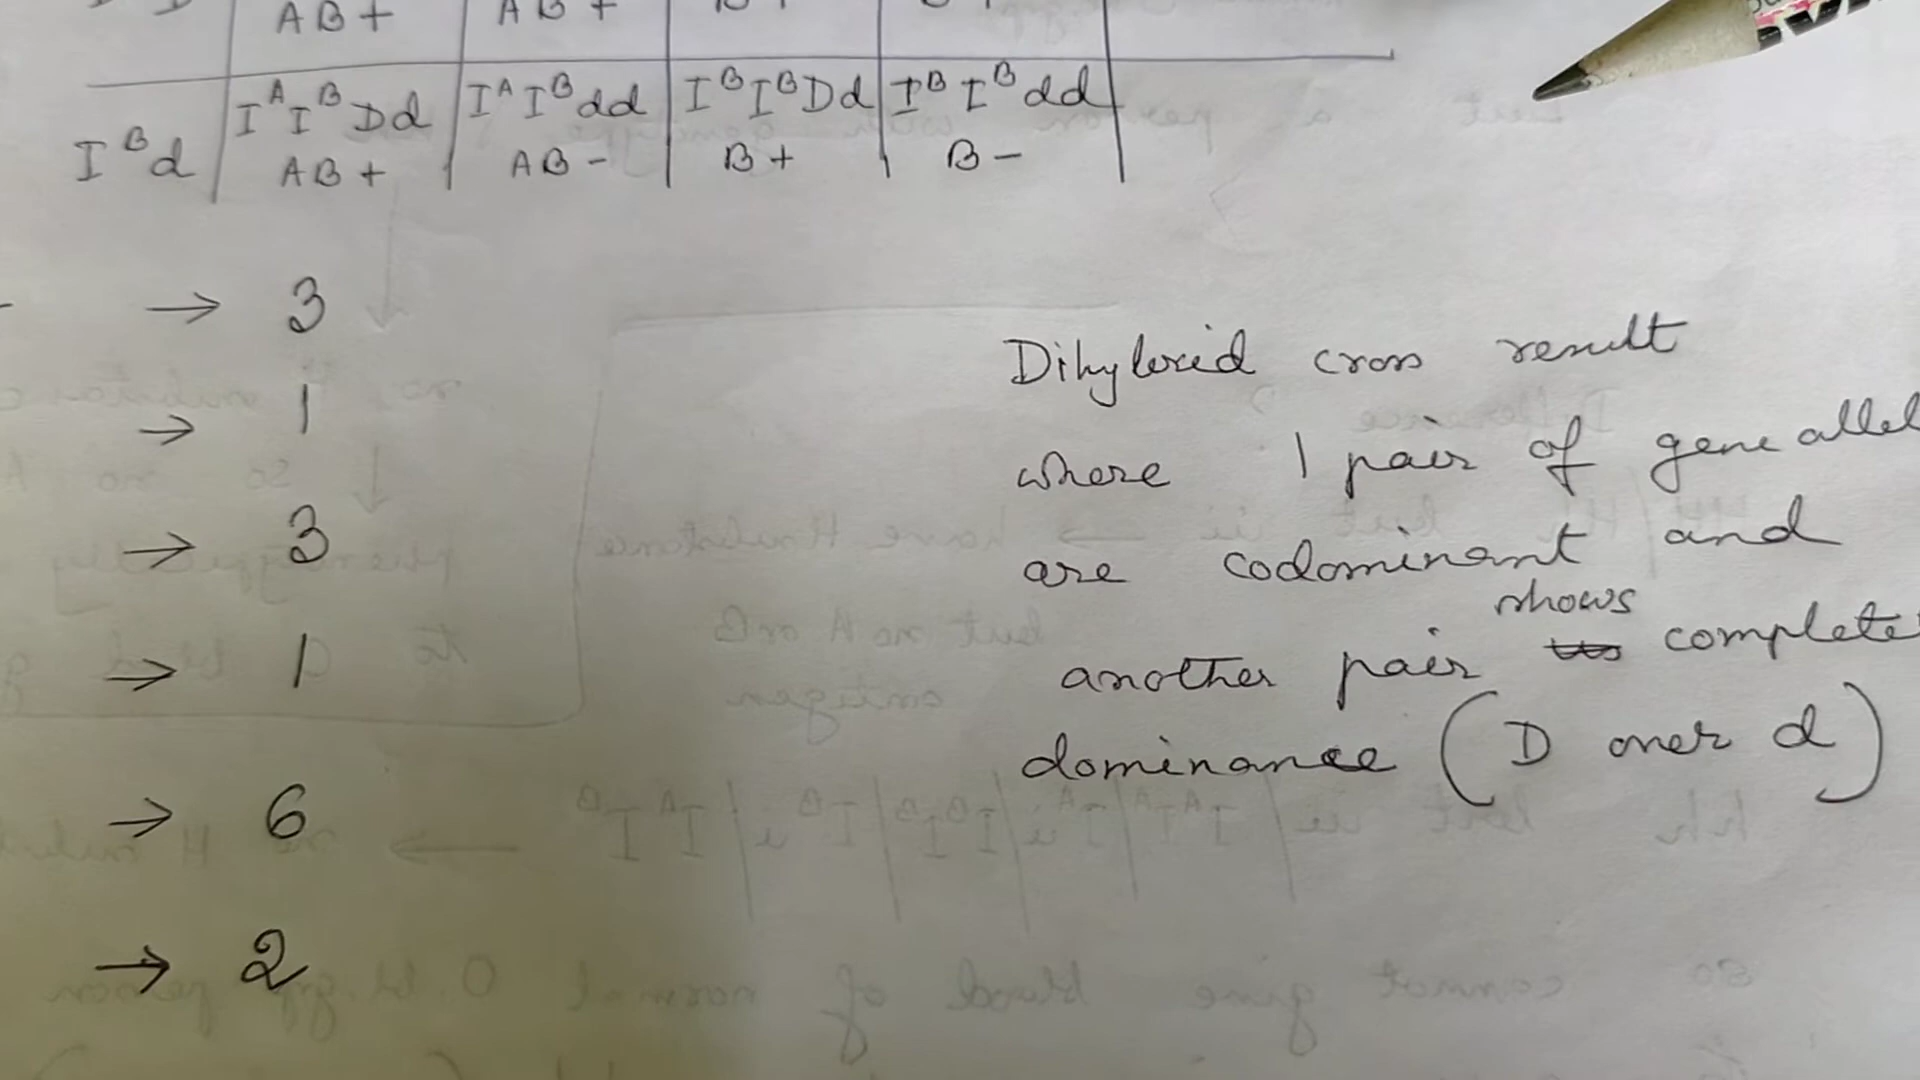 AB+ AB+
I^B d I^A I^B Dd I^A I^B dd I^B I^B Dd I^B I^B dd
AB+ AB- B+ B-
→ 3
→ 1
→ 3
→ 1
→ 6
→ 2
Dihybrid cross result
where 1 pair of gene allel
are codominant and
another pair shows complete
dominance (D over d)